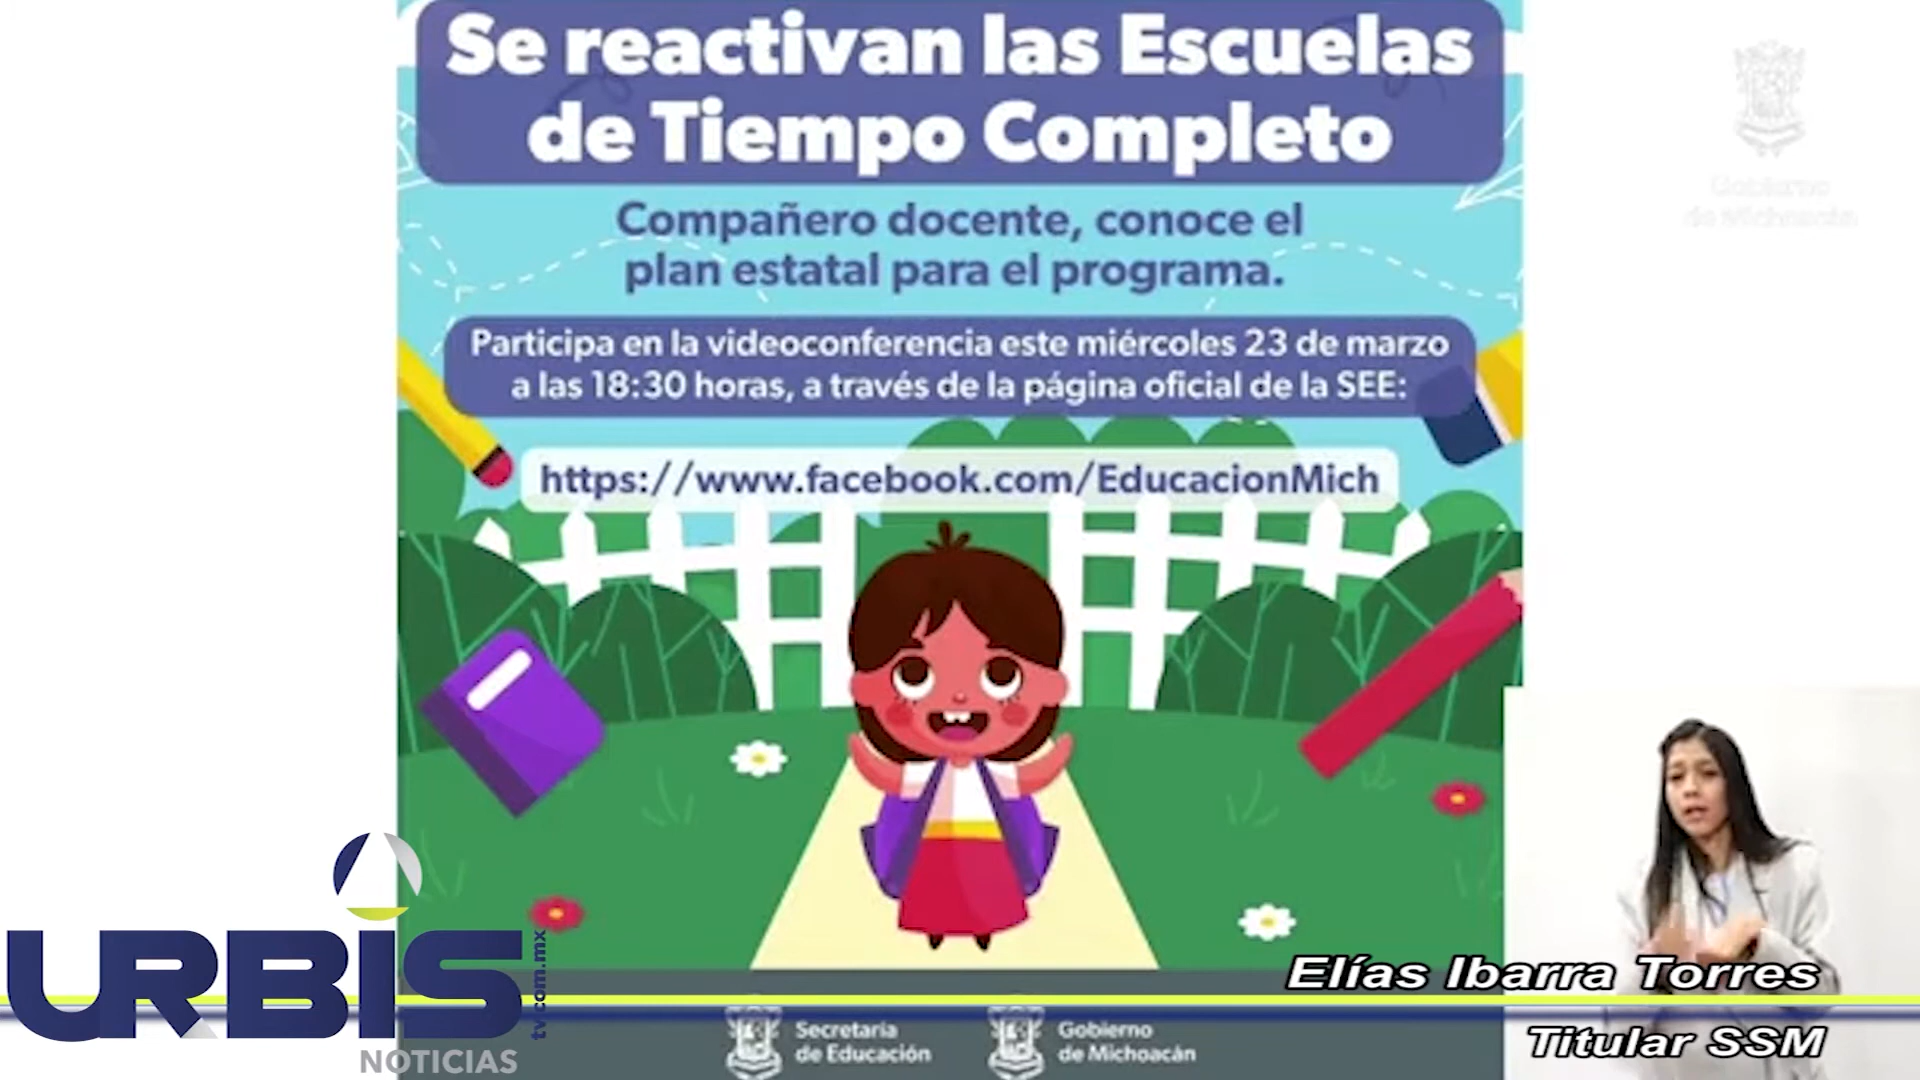 Se reactivan las Escuelas
de Tiempo Completo
Compañero docente, conoce el
plan estatal para el programa.
Participa en la videoconferencia este miércoles 23 de marzo
a las 18:30 horas, a través de la página oficial de la SEE:
https://www.facebook.com/EducacionMich
Gobierno
de Michoacán
Elías Ibarra Torres
Titular SSM
URBIS
tv.com.mx
NOTICIAS
Secretaría
de Educación
Gobierno
de Michoacán